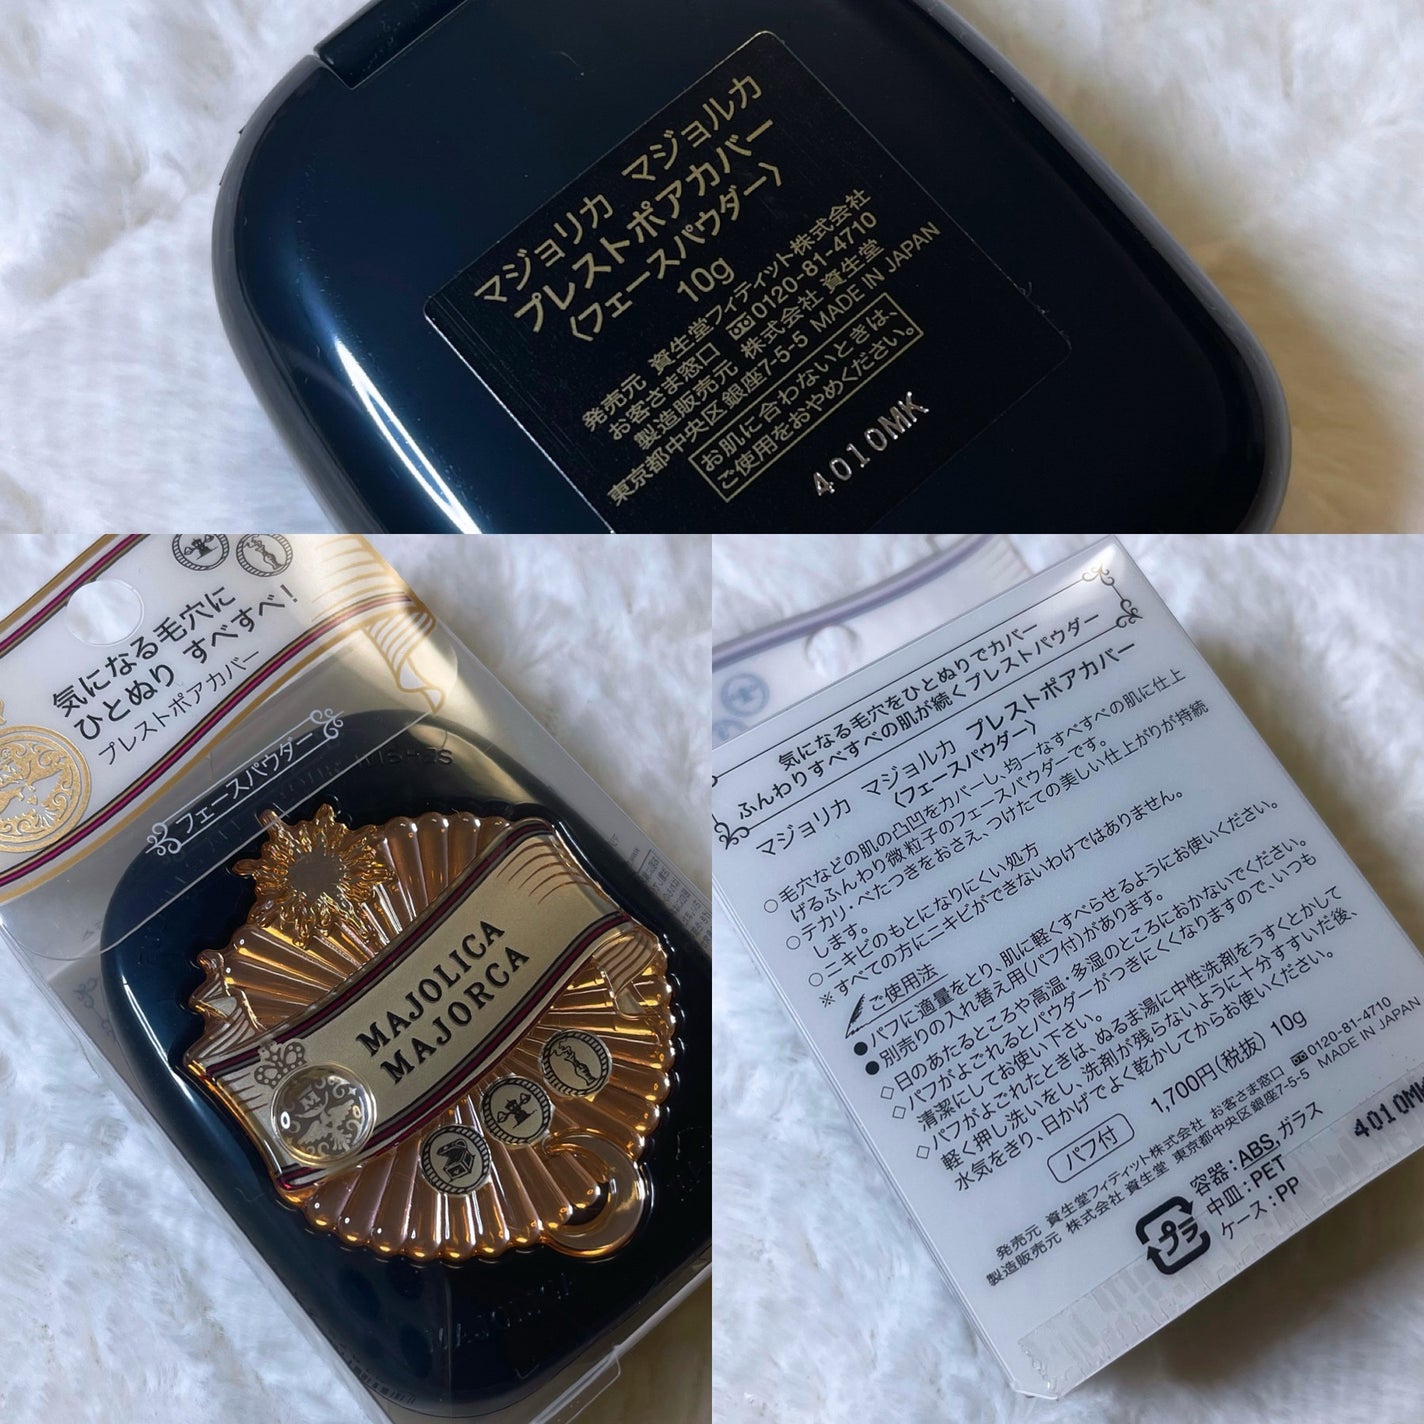 マジョリカ マジョルカ
プレストポアカバー
〈フェースパウダー〉
10g
発売元 資生堂フィティット株式会社
お客さま窓口 0120-81-4710
製造販売元 株式会社 資生堂
東京都中央区銀座7-5-5 MADE IN JAPAN
お肌に合わないときは、
ご使用をおやめください。
4010MK
気になる毛穴に
ひとぬり すべすべ!
プレストポアカバー
フェースパウダー
MAJOLICA
MAJORCA
気になる毛穴をひとぬりでカバー
ふんわりすべすべの肌が続くプレストパウダー
マジョリカ マジョルカ プレストポアカバー
〈フェースパウダー〉
○毛穴などの肌の凸凹をカバーし、均一なすべすべの肌に仕上
げるふんわり微粒子のフェースパウダーです。
○テカリ・べたつきをおさえ、つけたての美しい仕上がりが持続
します。
○ニキビのもとになりにくい処方
※すべての方にニキビができないわけではありません。
ご使用法
●パフに適量をとり、肌に軽くすべらせるようにお使いください。
●別売りの入れ替え用(パフ付)があります。
◇日のあたるところや高温・多湿のところにおかないでください。
◇パフがよごれるとパウダーがつきにくくなりますので、いつも
清潔にしてお使い下さい。
◇パフがよごれたときは、ぬるま湯に中性洗剤をうすくとかして
軽く押し洗いをし、洗剤が残らないように十分すすいだ後、
水気をきり、日かげでよく乾かしてからお使いください。
パフ付 1,700円(税抜) 10g
発売元 資生堂フィティット株式会社 お客さま窓口 0120-81-4710
製造販売元 株式会社 資生堂 東京都中央区銀座7-5-5 MADE IN JAPAN
プラ
容器:ABS,ガラス
中皿:PET
ケース:PP
4010MK